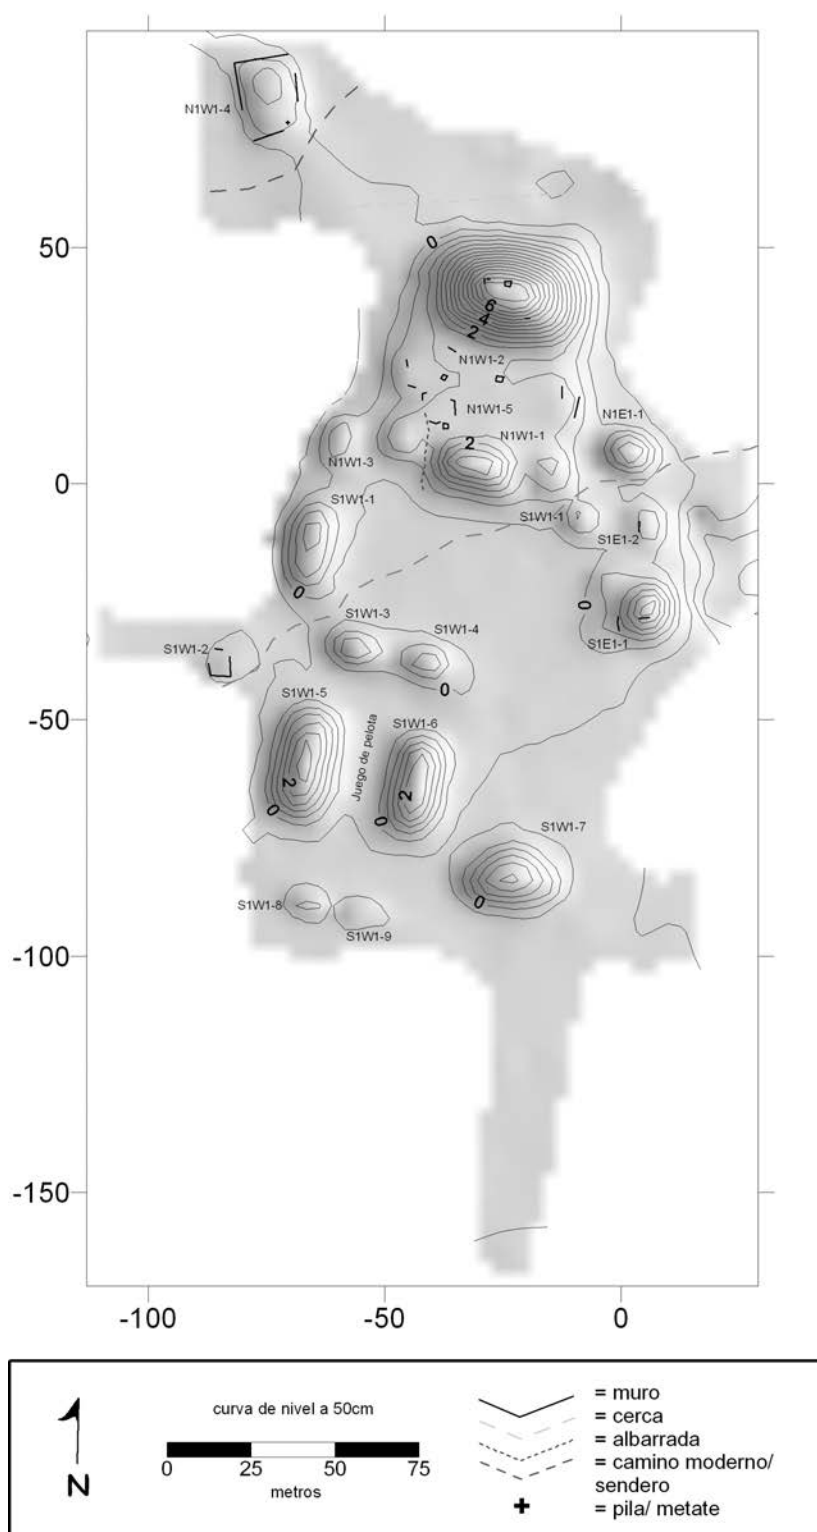 N1W1-4
50
0
6
4
2
N1W1-2
N1W1-5
N1E1-1
2
N1W1-1
N1W1-3
0
S1W1-1
S1W1-1
S1E1-2
0
0
S1W1-3
S1W1-4
S1W1-2
S1E1-1
0
S1W1-5
-50
S1W1-6
Juego de pelota
2
2
0
0
S1W1-7
S1W1-8
0
S1W1-9
-100
-150
-100
-50
0
curva de nivel a 50cm
0 25 50 75
metros
N
= muro
= cerca
= albarrada
= camino moderno/
sendero
= pila/ metate